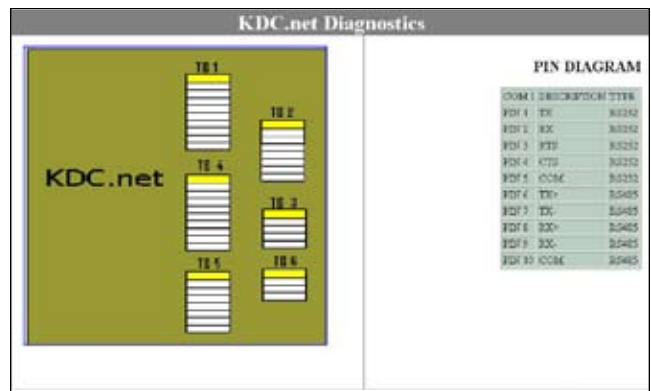 KDC.net Diagnostics
TB 1
TB 2
TB 4
KDC.net
TB 3
TB 5
TB 6
PIN DIAGRAM
COM 1 DESCRIPTION TYPE
PIN 1 TX RS232
PIN 2 RX RS232
PIN 3 RTS RS232
PIN 4 CTS RS232
PIN 5 COM RS232
PIN 6 TX+ RS485
PIN 7 TX- RS485
PIN 8 RX+ RS485
PIN 9 RX- RS485
PIN 10 COM RS485